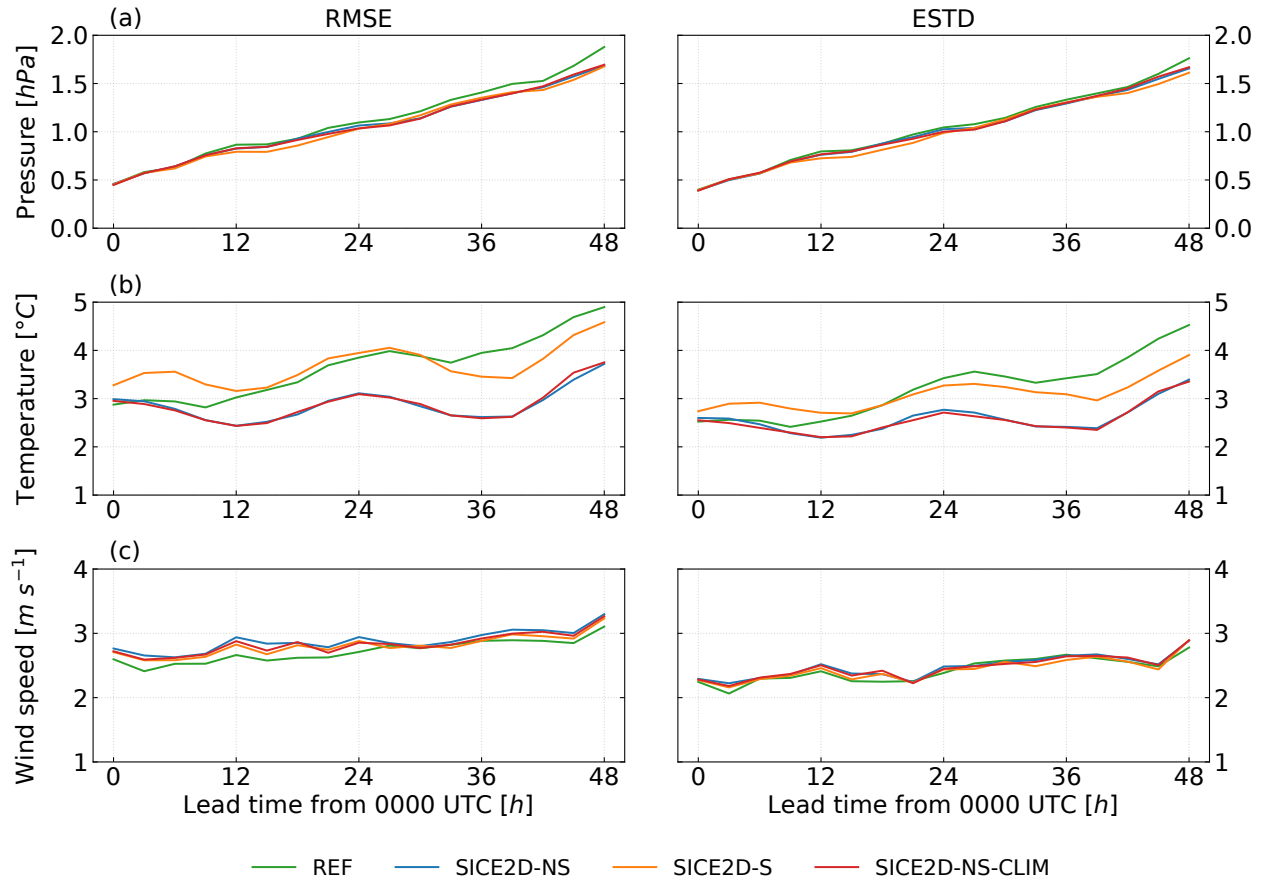 (a) RMSE ESTD
Pressure [hPa]
2.0 2.0
1.5 1.5
1.0 1.0
0.5 0.5
0.0 0.0
0 12 24 36 48 0 12 24 36 48
(b)
Temperature [°C]
5 5
4 4
3 3
2 2
1 1
0 12 24 36 48 0 12 24 36 48
(c)
Wind speed [m s⁻¹]
4 4
3 3
2 2
1 1
0 12 24 36 48 0 12 24 36 48
Lead time from 0000 UTC [h] Lead time from 0000 UTC [h]
REF SICE2D-NS SICE2D-S SICE2D-NS-CLIM